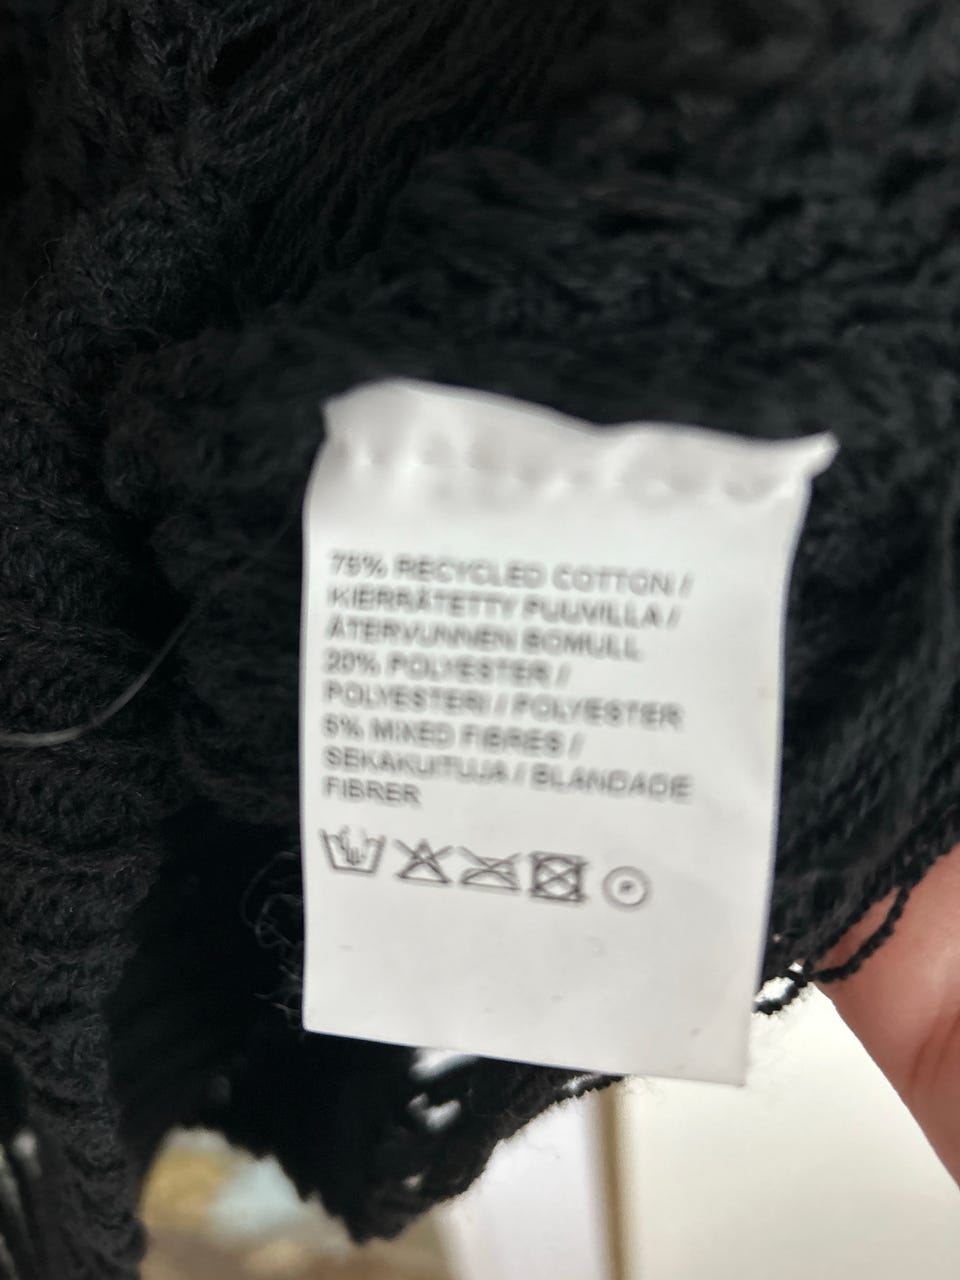 75% RECYCLED COTTON /
KIERRÄTETTY PUUVILLA /
ÅTERVUNNEN BOMULL
20% POLYESTER /
POLYESTERI / POLYESTER
5% MIXED FIBRES /
SEKAKUITUJA / BLANDADE
FIBRER
P